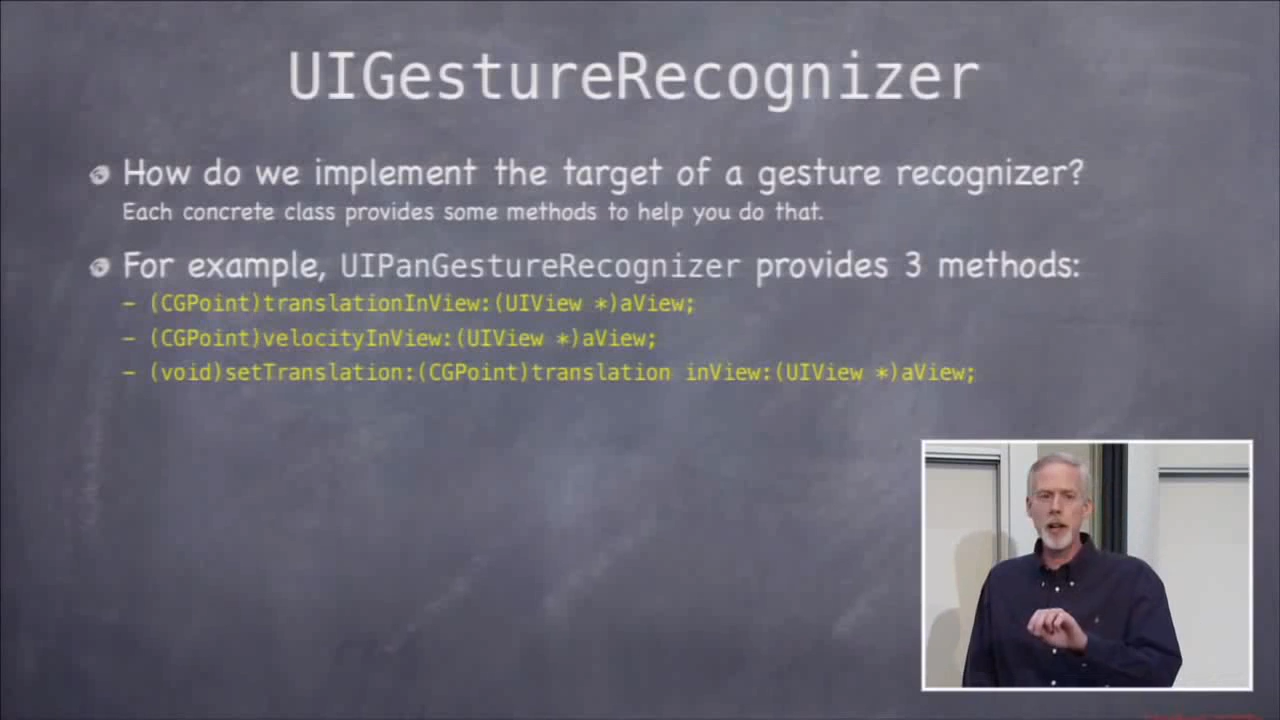 UIGestureRecognizer
How do we implement the target of a gesture recognizer?
Each concrete class provides some methods to help you do that.
For example, UIPanGestureRecognizer provides 3 methods:
- (CGPoint)translationInView:(UIView *)aView;
- (CGPoint)velocityInView:(UIView *)aView;
- (void)setTranslation:(CGPoint)translation inView:(UIView *)aView;